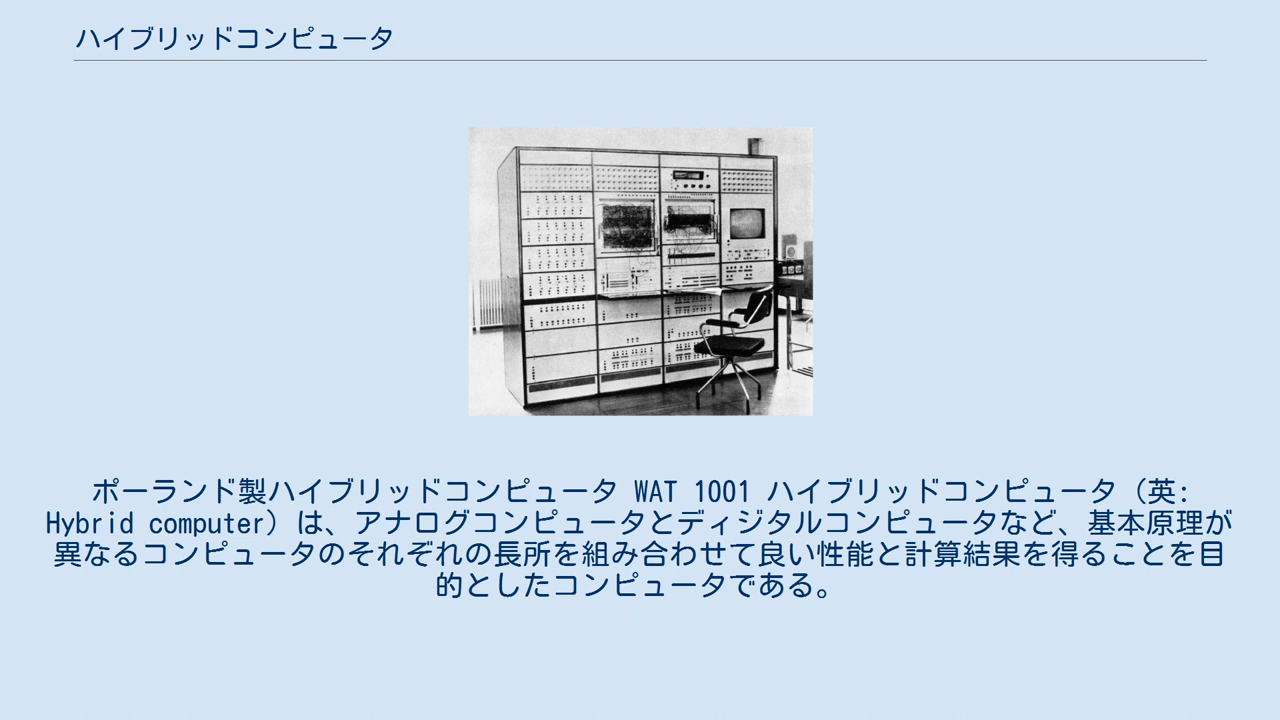 ハイブリッドコンピュータ
ポーランド製ハイブリッドコンピュータ WAT 1001 ハイブリッドコンピュータ（英:
Hybrid computer）は、アナログコンピュータとディジタルコンピュータなど、基本原理が
異なるコンピュータのそれぞれの長所を組み合わせて良い性能と計算結果を得ることを目
的としたコンピュータである。